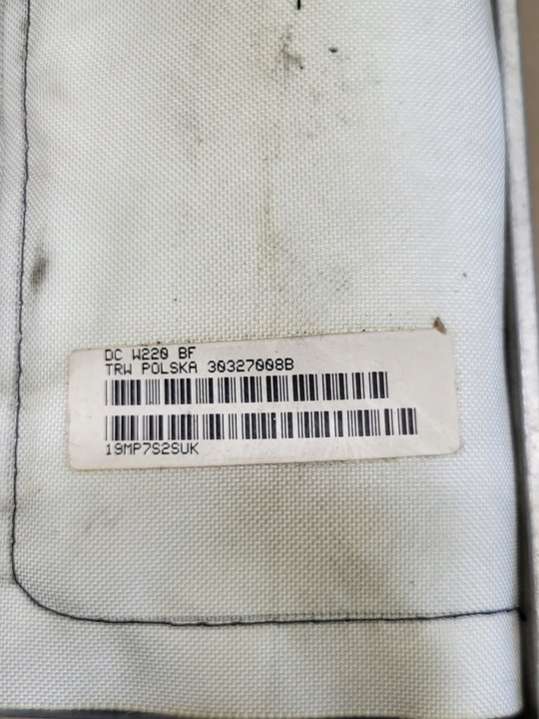 DC W220 BF
TRW POLSKA 30327008B
19MP7S2SUK